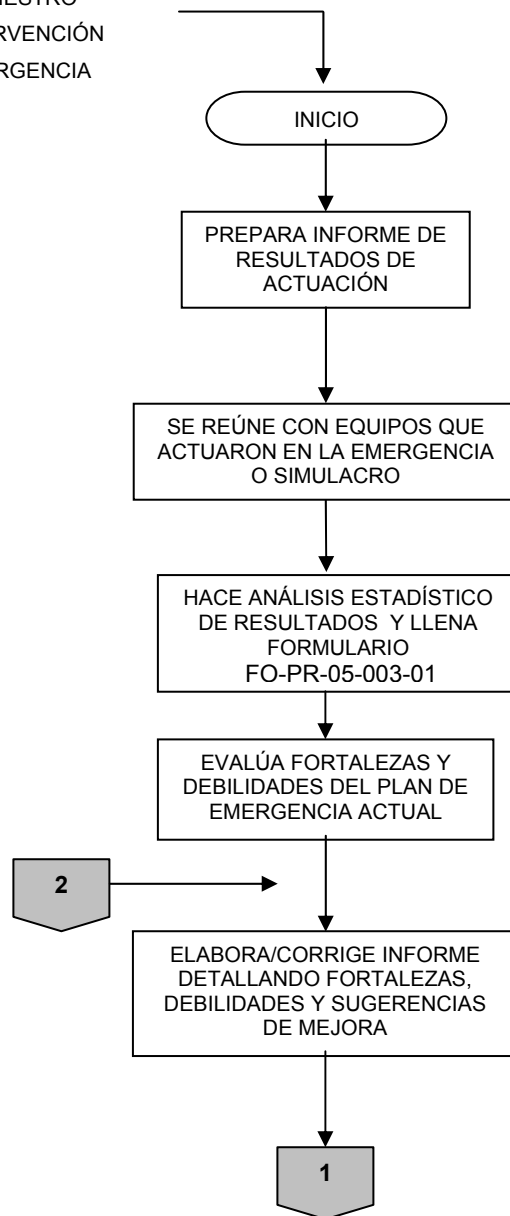 INICIO
PREPARA INFORME DE
RESULTADOS DE
ACTUACIÓN
SE REÚNE CON EQUIPOS QUE
ACTUARON EN LA EMERGENCIA
O SIMULACRO
HACE ANÁLISIS ESTADÍSTICO
DE RESULTADOS Y LLENA
FORMULARIO
FO-PR-05-003-01
EVALÚA FORTALEZAS Y
DEBILIDADES DEL PLAN DE
EMERGENCIA ACTUAL
2
ELABORA/CORRIGE INFORME
DETALLANDO FORTALEZAS,
DEBILIDADES Y SUGERENCIAS
DE MEJORA
1